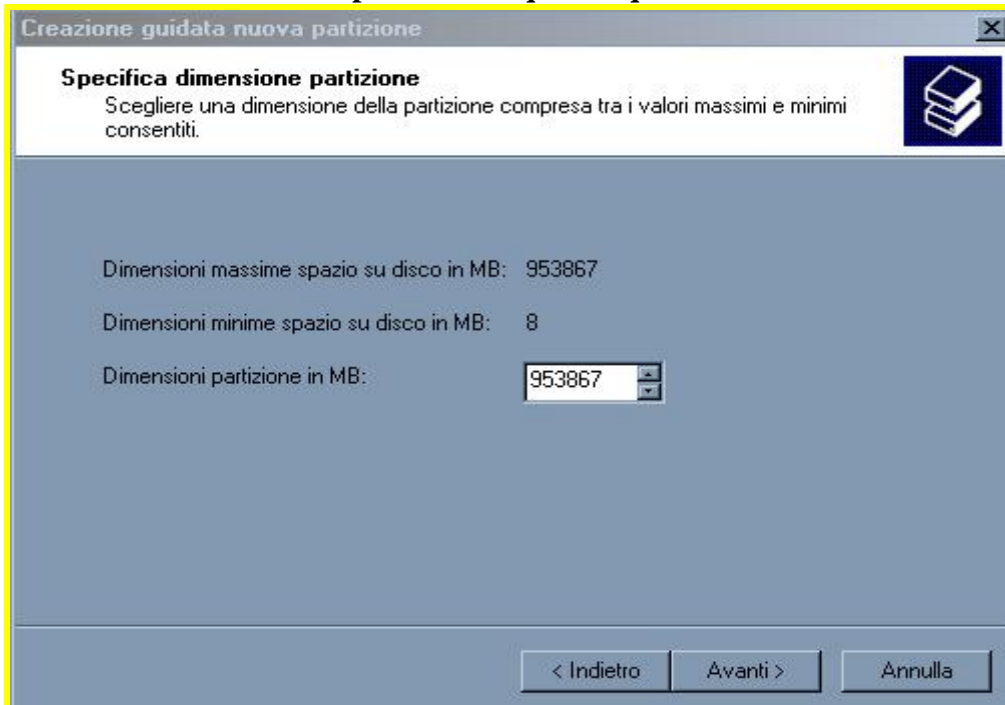 Creazione guidata nuova partizione
Specifica dimensione partizione
Scegliere una dimensione della partizione compresa tra i valori massimi e minimi
consentiti.
Dimensioni massime spazio su disco in MB: 953867
Dimensioni minime spazio su disco in MB: 8
Dimensioni partizione in MB: 953867
< Indietro Avanti > Annulla